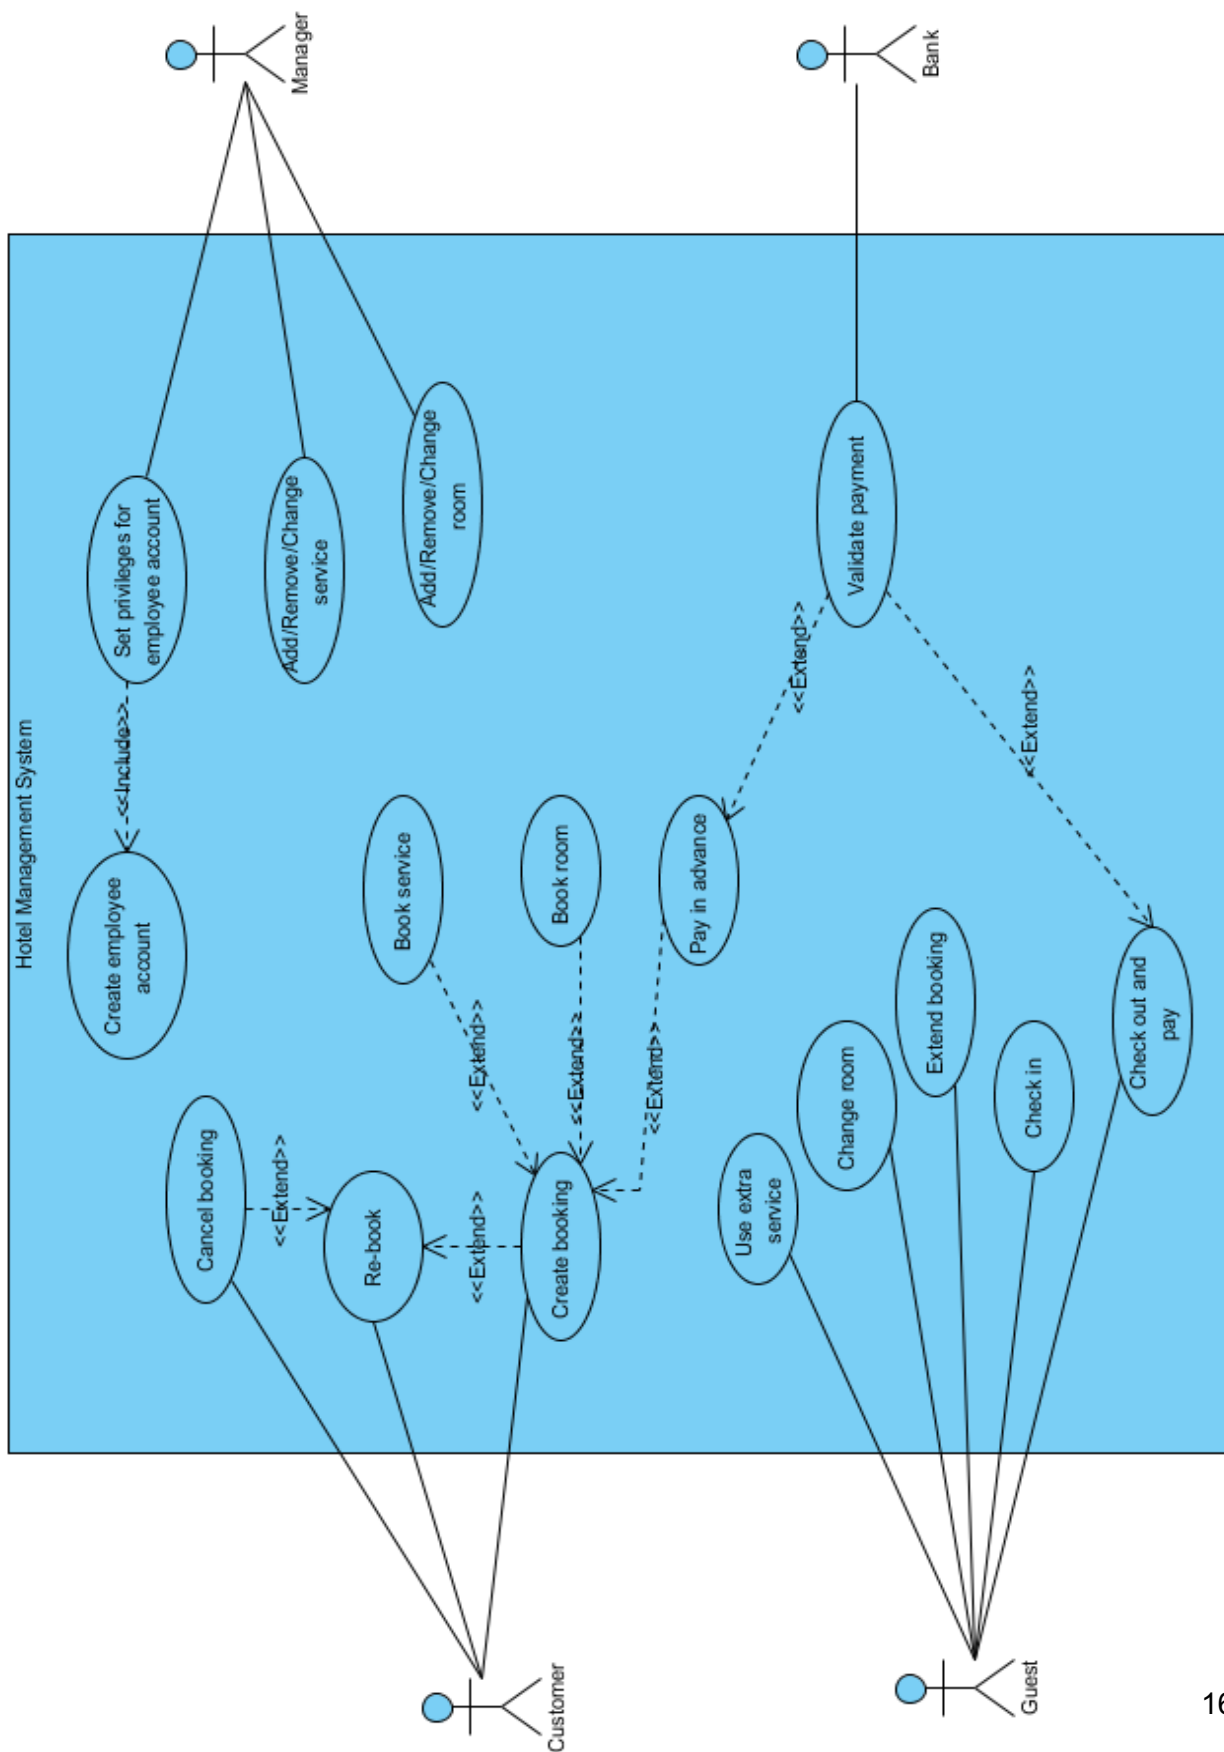 Hotel Management System
Customer
Manager
Cancel booking
<<Extend>>
Re-book
<<Extend>>
Create booking
Create employee
account
<<Include>>
Set privileges for
employee account
Add/Remove/Change
service
Add/Remove/Change
room
Book service
<<Extend>>
Book room
<<Extend>>
Pay in advance
<<Extend>>
<<Extend>>
Validate payment
Bank
<<Extend>>
Use extra
service
Change room
Extend booking
Check in
Check out and
pay
Guest
16